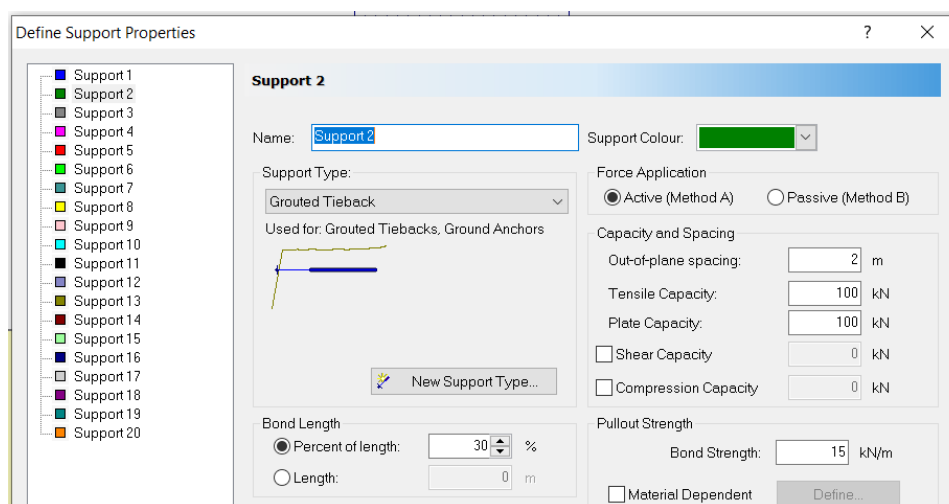 Define Support Properties
?
Support 1
Support 2
Support 3
Support 4
Support 5
Support 6
Support 7
Support 8
Support 9
Support 10
Support 11
Support 12
Support 13
Support 14
Support 15
Support 16
Support 17
Support 18
Support 19
Support 20
Support 2
Name: Support 2
Support Colour:
Support Type:
Grouted Tieback
Used for: Grouted Tiebacks, Ground Anchors
New Support Type...
Force Application
Active (Method A) Passive (Method B)
Capacity and Spacing
Out-of-plane spacing: 2 m
Tensile Capacity: 100 kN
Plate Capacity: 100 kN
Shear Capacity 0 kN
Compression Capacity 0 kN
Bond Length
Percent of length: 30 %
Length: 0 m
Pullout Strength
Bond Strength: 15 kN/m
Material Dependent Define...